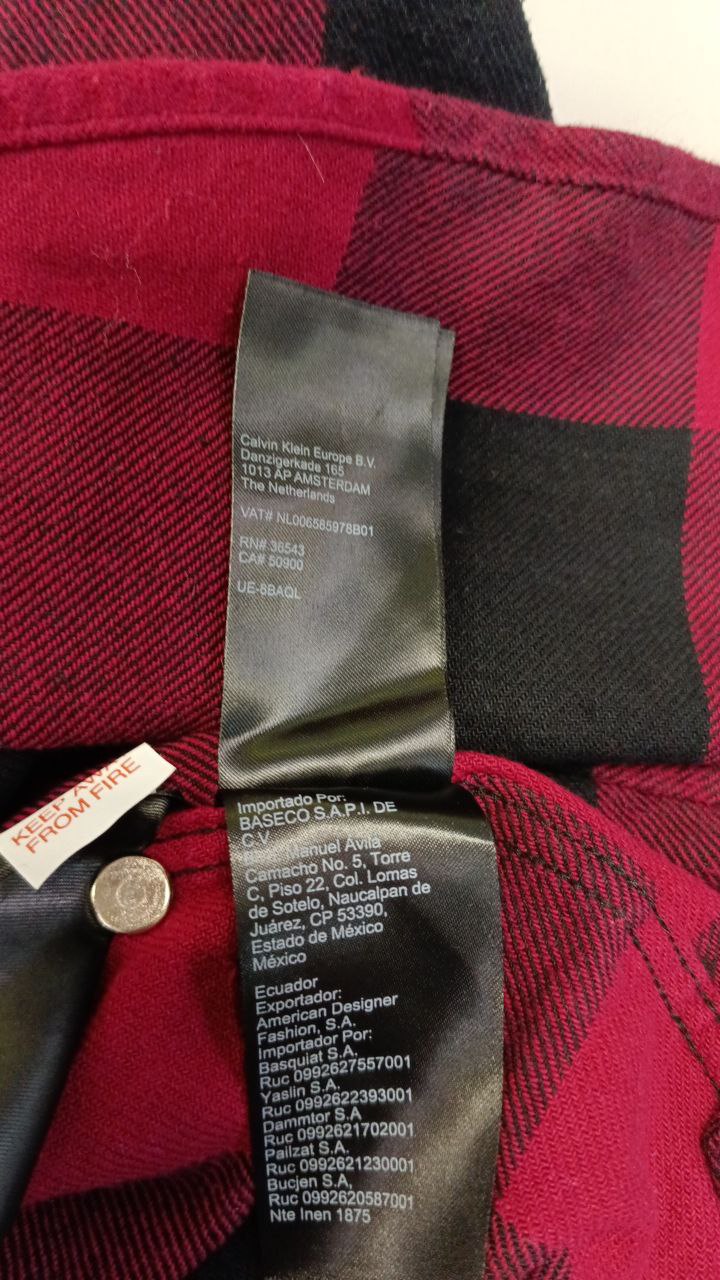 Calvin Klein Europe B.V.
Danzigerkade 165
1013 AP AMSTERDAM
The Netherlands
VAT# NL006585978B01
RN# 36543
CA# 50900
UE-6BAQL
KEEP AWA
FROM FIRE
Importado Por:
BASECO S.A.P.I. DE
C.V.
Manuel Avila
Camacho No. 5, Torre
C, Piso 22, Col. Lomas
de Sotelo, Naucalpan de
Juárez, CP 53390,
Estado de México
México
Ecuador
Exportador:
American Designer
Fashion, S.A.
Importado Por:
Basquiat S.A.
Ruc 0992627557001
Yaslin S.A.
Ruc 0992622393001
Dammtor S.A
Ruc 0992621702001
Pailzat S.A.
Ruc 0992621230001
Bucjen S.A,
Ruc 0992620587001
Nte Inen 1875